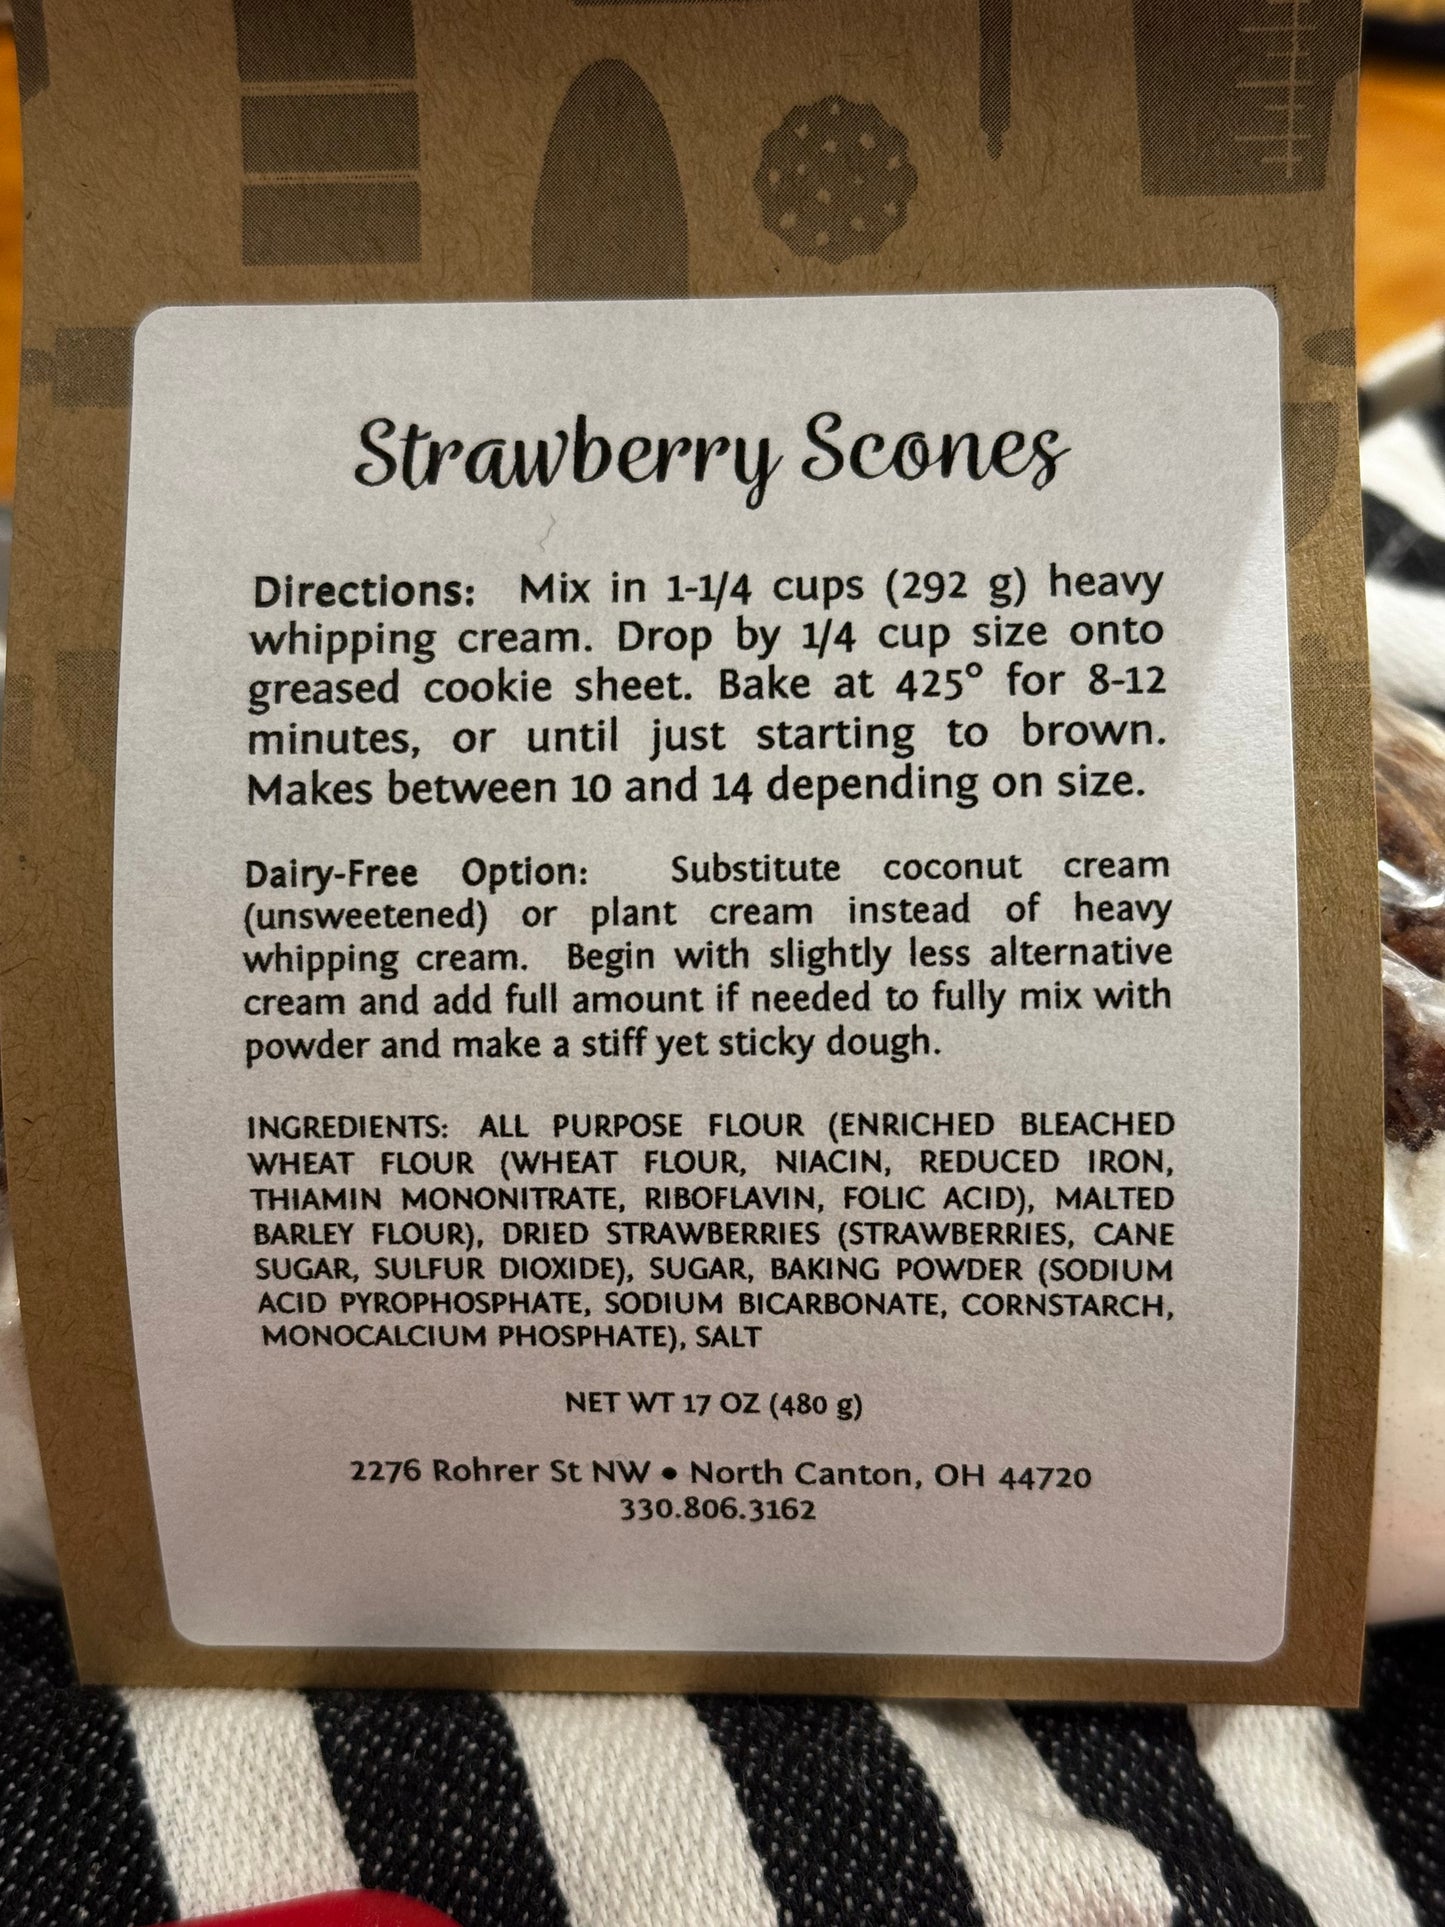 Strawberry Scones
Directions: Mix in 1-1/4 cups (292 g) heavy
whipping cream. Drop by 1/4 cup size onto
greased cookie sheet. Bake at 425° for 8-12
minutes, or until just starting to brown.
Makes between 10 and 14 depending on size.
Dairy-Free Option: Substitute coconut cream
(unsweetened) or plant cream instead of heavy
whipping cream. Begin with slightly less alternative
cream and add full amount if needed to fully mix with
powder and make a stiff yet sticky dough.
INGREDIENTS: ALL PURPOSE FLOUR (ENRICHED BLEACHED
WHEAT FLOUR (WHEAT FLOUR, NIACIN, REDUCED IRON,
THIAMIN MONONITRATE, RIBOFLAVIN, FOLIC ACID), MALTED
BARLEY FLOUR), DRIED STRAWBERRIES (STRAWBERRIES, CANE
SUGAR, SULFUR DIOXIDE), SUGAR, BAKING POWDER (SODIUM
ACID PYROPHOSPHATE, SODIUM BICARBONATE, CORNSTARCH,
MONOCALCIUM PHOSPHATE), SALT
NET WT 17 OZ (480 g)
2276 Rohrer St NW • North Canton, OH 44720
330.806.3162